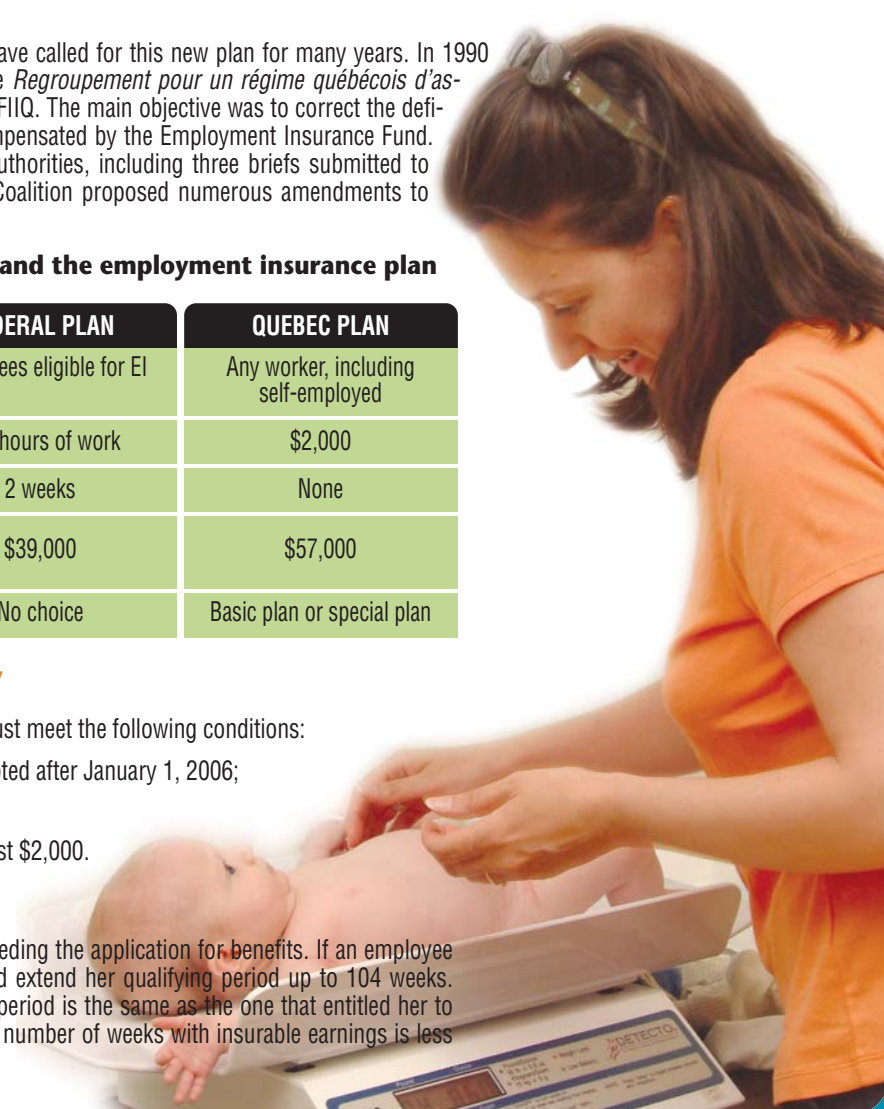 ave called for this new plan for many years. In 1990
e Regroupement pour un régime québécois d'as-
FIIQ. The main objective was to correct the defi-
mpensated by the Employment Insurance Fund.
uthorities, including three briefs submitted to
Coalition proposed numerous amendments to
and the employment insurance plan
DERAL PLAN QUEBEC PLAN
ees eligible for EI Any worker, including
self-employed
hours of work $2,000
2 weeks None
$39,000 $57,000
No choice Basic plan or special plan
ust meet the following conditions:
pted after January 1, 2006;
st $2,000.
eding the application for benefits. If an employee
d extend her qualifying period up to 104 weeks.
period is the same as the one that entitled her to
number of weeks with insurable earnings is less
DETECTO